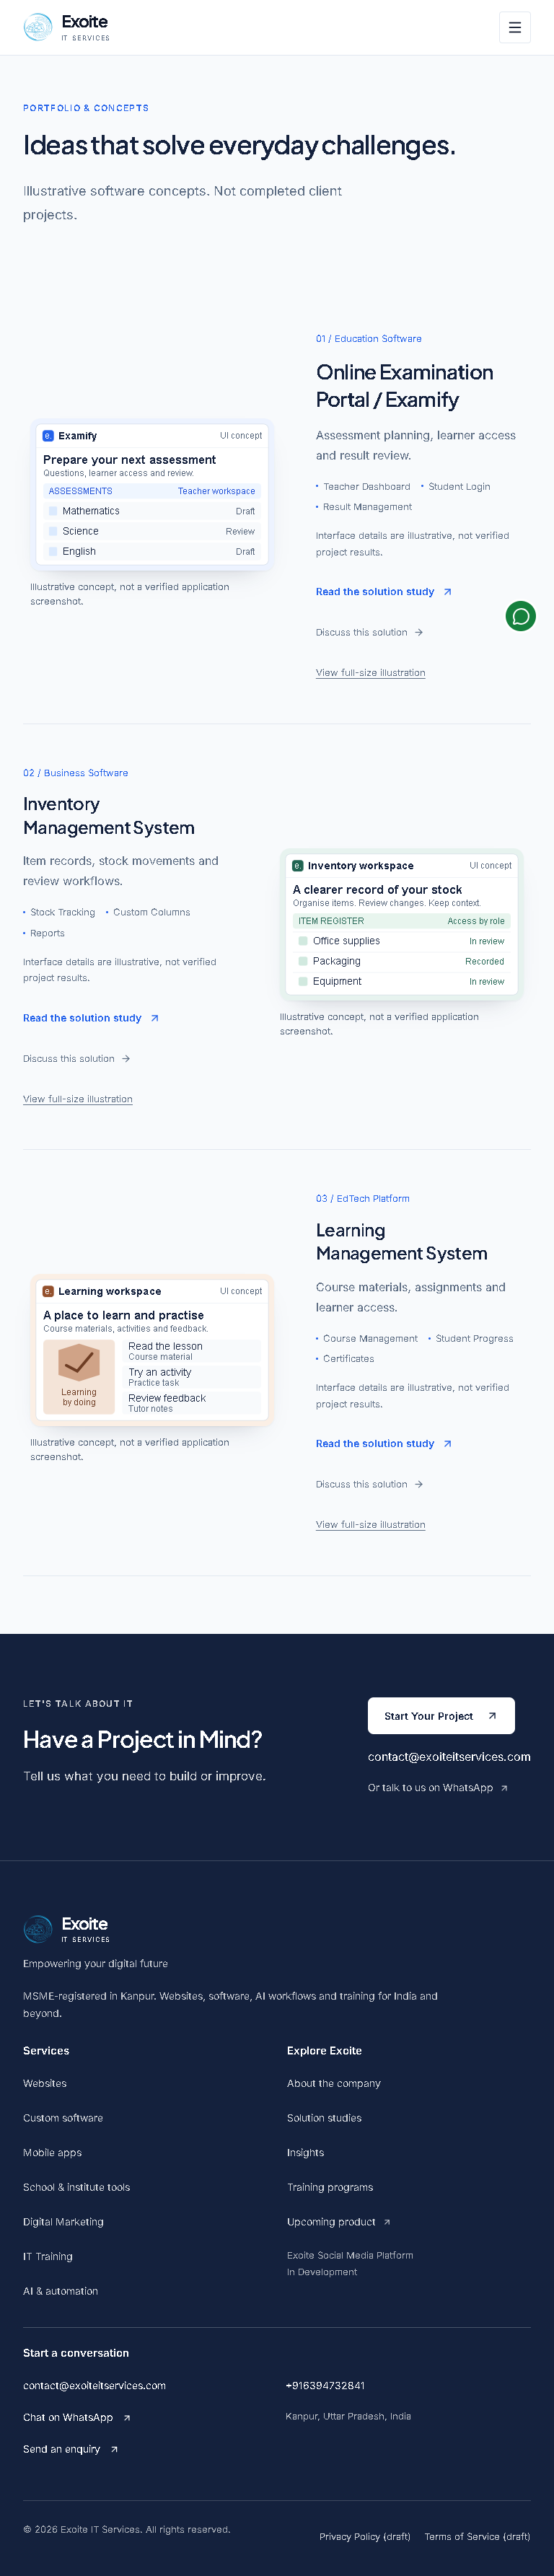 Exoite
IT SERVICES
PORTFOLIO & CONCEPTS
Ideas that solve everyday challenges.
Illustrative software concepts. Not completed client
projects.
01 / Education Software
Online Examination
Portal / Examify
Assessment planning, learner access
and result review.
• Teacher Dashboard • Student Login
• Result Management
Interface details are illustrative, not verified
project results.
Read the solution study
Discuss this solution
View full-size illustration
e. Examify UI concept
Prepare your next assessment
Questions, learner access and review.
ASSESSMENTS Teacher workspace
Mathematics Draft
Science Review
English Draft
Illustrative concept, not a verified application
screenshot.
02 / Business Software
Inventory
Management System
Item records, stock movements and
review workflows.
• Stock Tracking • Custom Columns
• Reports
Interface details are illustrative, not verified
project results.
Read the solution study
Discuss this solution
View full-size illustration
e. Inventory workspace UI concept
A clearer record of your stock
Organise items. Review changes. Keep context.
ITEM REGISTER Access by role
Office supplies In review
Packaging Recorded
Equipment In review
Illustrative concept, not a verified application
screenshot.
03 / EdTech Platform
Learning
Management System
Course materials, assignments and
learner access.
• Course Management • Student Progress
• Certificates
Interface details are illustrative, not verified
project results.
Read the solution study
Discuss this solution
View full-size illustration
e. Learning workspace UI concept
A place to learn and practise
Course materials, activities and feedback.
Learning
by doing
Read the lesson
Course material
Try an activity
Practice task
Review feedback
Tutor notes
Illustrative concept, not a verified application
screenshot.
LET'S TALK ABOUT IT
Have a Project in Mind?
Tell us what you need to build or improve.
Start Your Project
contact@exoiteitservices.com
Or talk to us on WhatsApp
Exoite
IT SERVICES
Empowering your digital future
MSME-registered in Kanpur. Websites, software, AI workflows and training for India and
beyond.
Services
Websites
Custom software
Mobile apps
School & institute tools
Digital Marketing
IT Training
AI & automation
Explore Exoite
About the company
Solution studies
Insights
Training programs
Upcoming product
Exoite Social Media Platform
In Development
Start a conversation
contact@exoiteitservices.com
Chat on WhatsApp
Send an enquiry
+916394732841
Kanpur, Uttar Pradesh, India
© 2026 Exoite IT Services. All rights reserved.
Privacy Policy (draft) Terms of Service (draft)